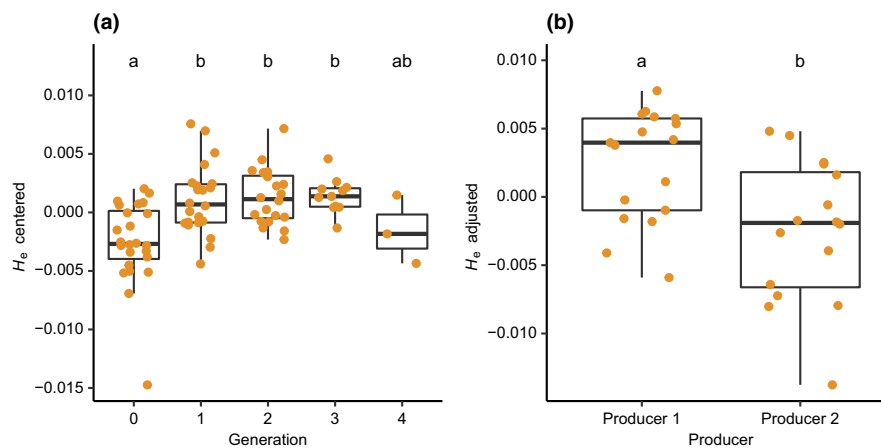 (a)
a b b b ab
He centered
0.010
0.005
0.000
−0.005
−0.010
−0.015
0 1 2 3 4
Generation
(b)
a b
He adjusted
0.010
0.005
0.000
−0.005
−0.010
Producer 1 Producer 2
Producer